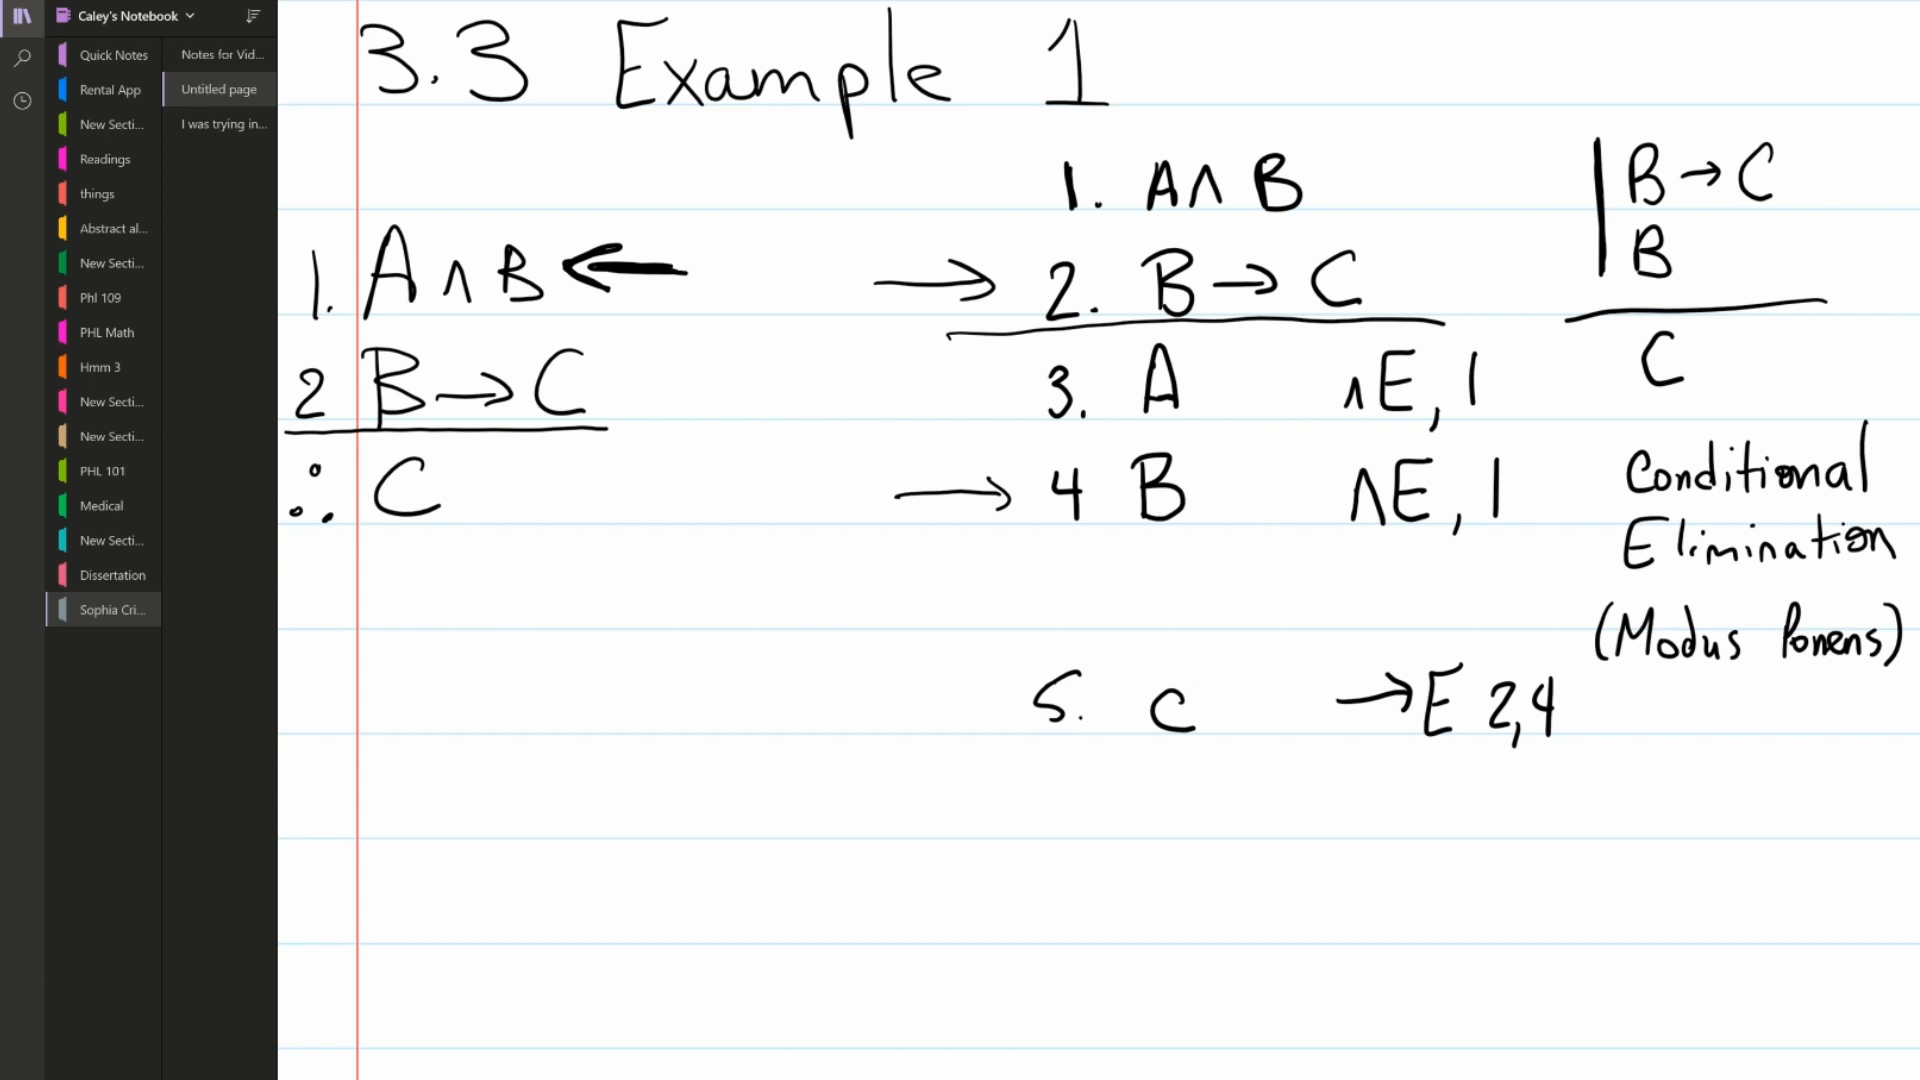 Caley's Notebook
Quick Notes
Rental App
New Secti...
Readings
things
Abstract al...
New Secti...
Phl 109
PHL Math
Hmm 3
New Secti...
New Secti...
PHL 101
Medical
New Secti...
Dissertation
Sophia Cri...
Notes for Vid...
Untitled page
I was trying in...
3.3 Example 1
1. A ∧ B ←
2 B → C
∴ C
1. A ∧ B
→ 2. B → C
3. A ∧E, 1
→ 4 B ∧E, 1
5. C →E 2,4
B → C
B
C
Conditional
Elimination
(Modus Ponens)